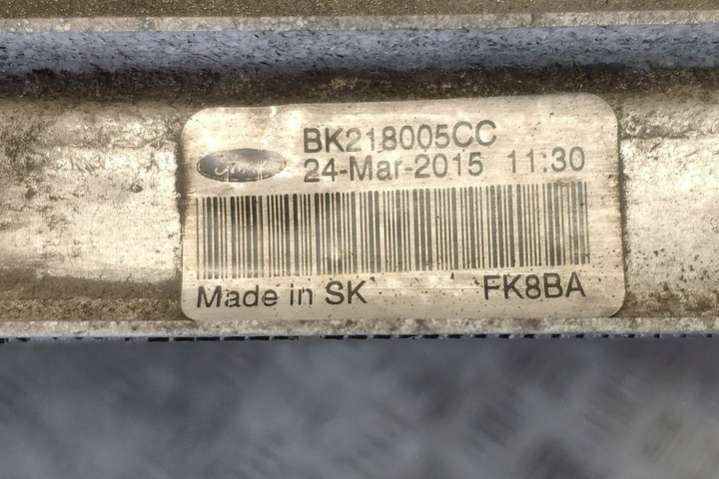 BK218005CC
24-Mar-2015 11:30
Made in SK FK8BA